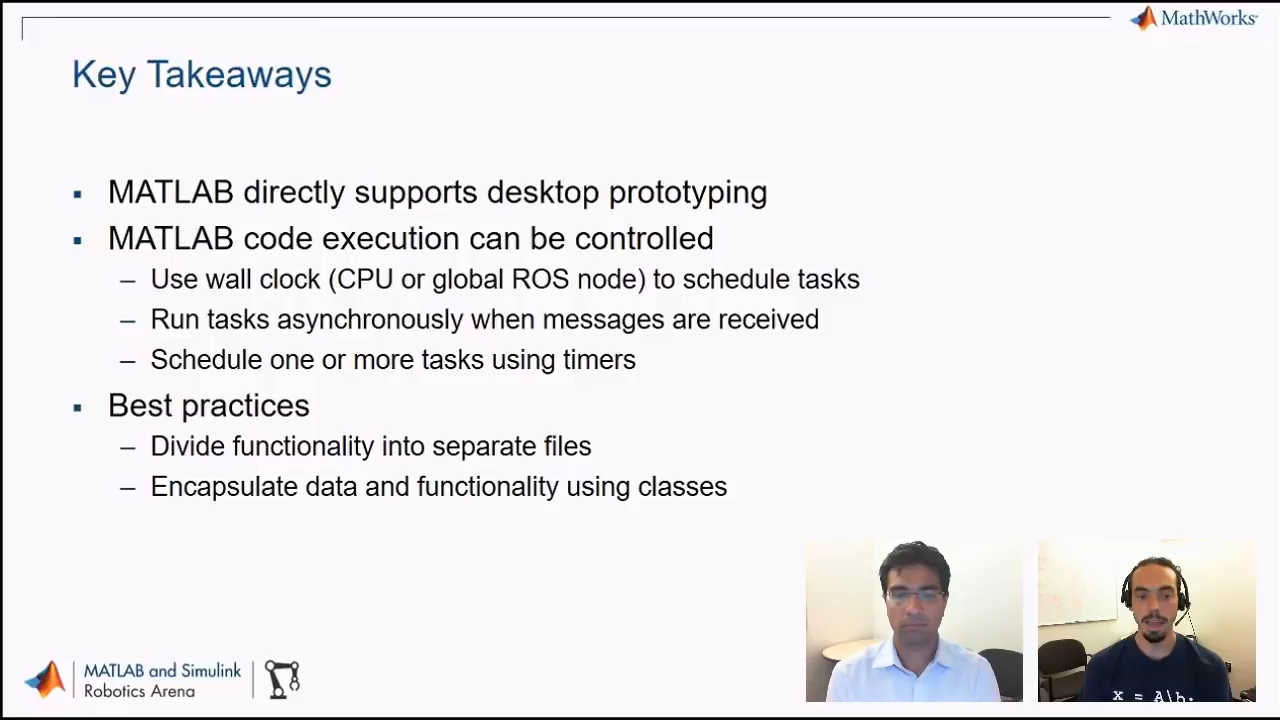 MathWorks
Key Takeaways
MATLAB directly supports desktop prototyping
MATLAB code execution can be controlled
– Use wall clock (CPU or global ROS node) to schedule tasks
– Run tasks asynchronously when messages are received
– Schedule one or more tasks using timers
Best practices
– Divide functionality into separate files
– Encapsulate data and functionality using classes
MATLAB and Simulink
Robotics Arena
x = A\b;